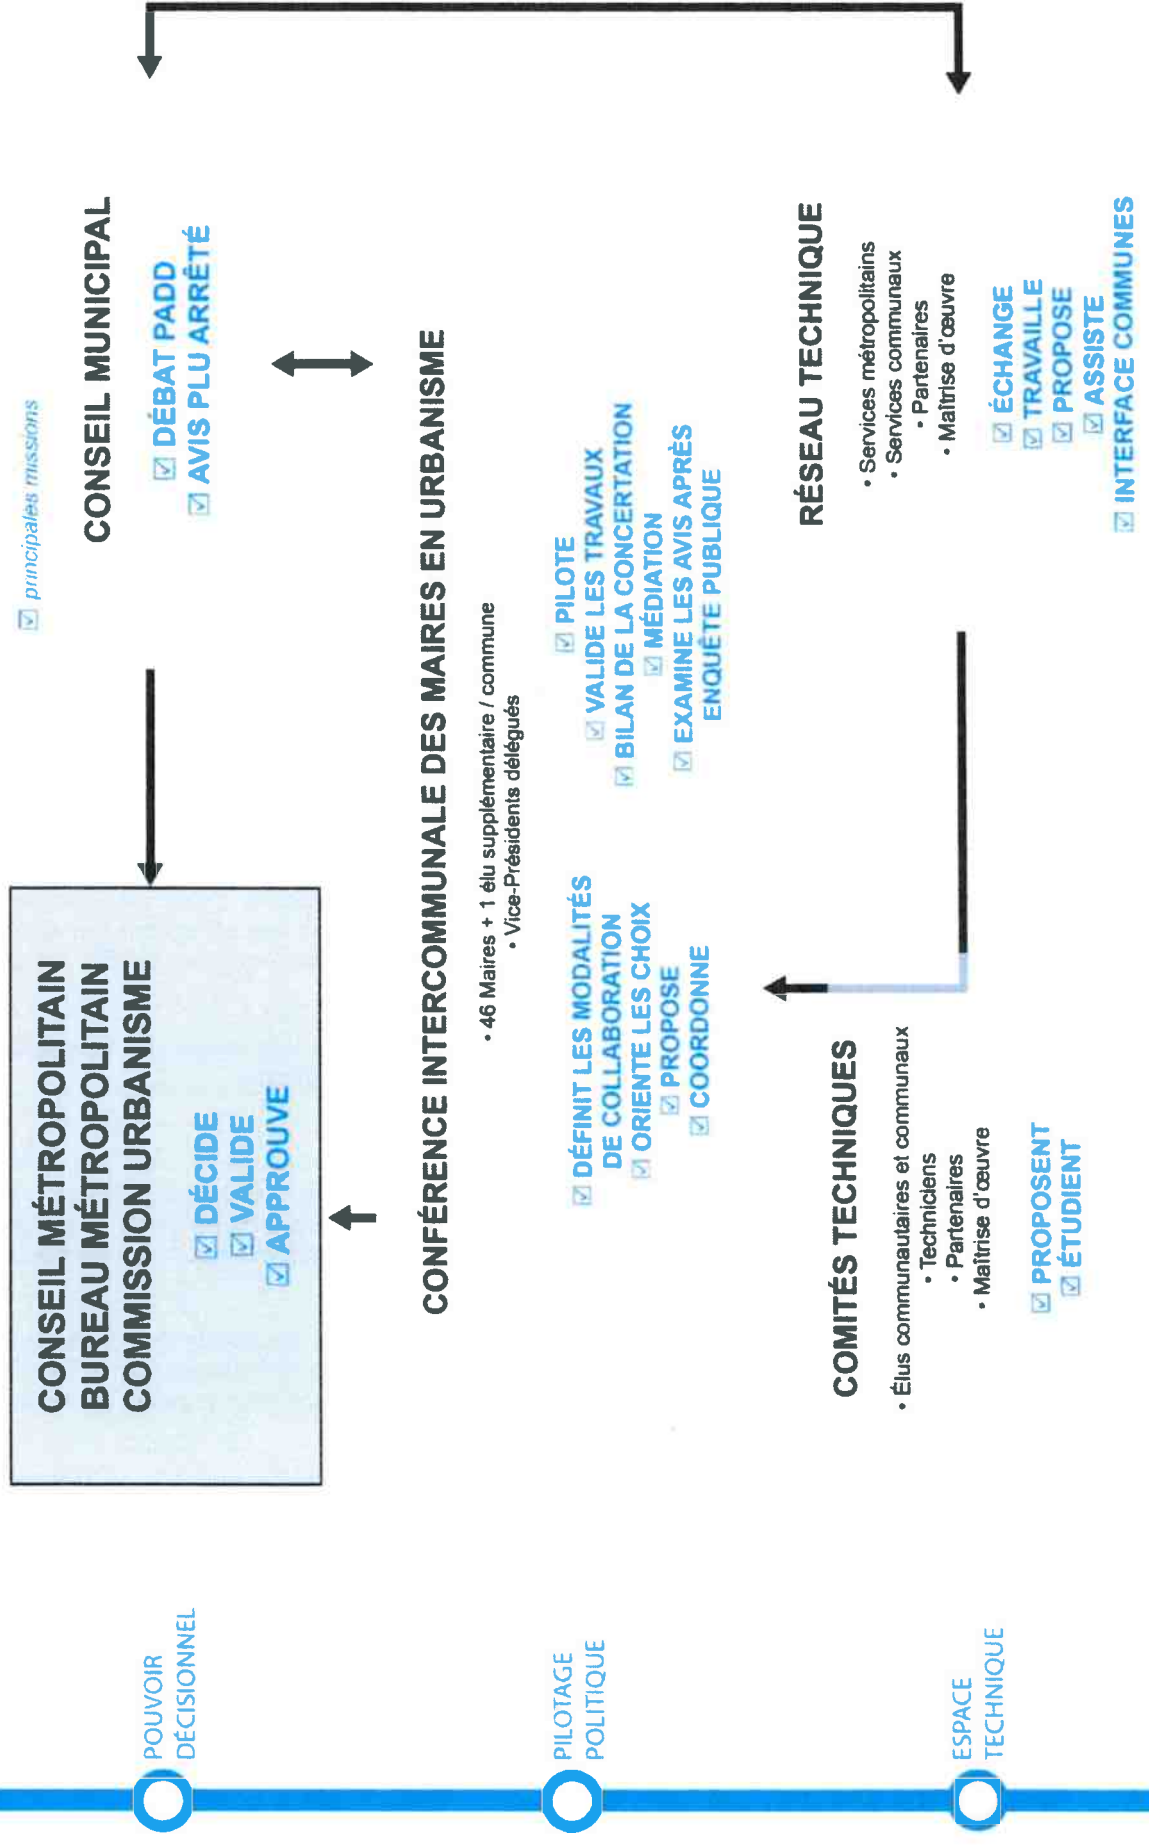 principales missions
POUVOIR
DÉCISIONNEL
CONSEIL MÉTROPOLITAIN
BUREAU MÉTROPOLITAIN
COMMISSION URBANISME
☑ DÉCIDE
☑ VALIDE
☑ APPROUVE
CONSEIL MUNICIPAL
☑ DÉBAT PADD
☑ AVIS PLU ARRÊTÉ
PILOTAGE
POLITIQUE
CONFÉRENCE INTERCOMMUNALE DES MAIRES EN URBANISME
• 46 Maires + 1 élu supplémentaire / commune
• Vice-Présidents délégués
☑ DÉFINIT LES MODALITÉS
DE COLLABORATION
☑ ORIENTE LES CHOIX
☑ PROPOSE
☑ COORDONNE
☑ PILOTE
☑ VALIDE LES TRAVAUX
☑ BILAN DE LA CONCERTATION
☑ MÉDIATION
☑ EXAMINE LES AVIS APRÈS
ENQUÊTE PUBLIQUE
ESPACE
TECHNIQUE
COMITÉS TECHNIQUES
• Élus communautaires et communaux
• Techniciens
• Partenaires
• Maîtrise d'œuvre
☑ PROPOSENT
☑ ÉTUDIENT
RÉSEAU TECHNIQUE
• Services métropolitains
• Services communaux
• Partenaires
• Maîtrise d'œuvre
☑ ÉCHANGE
☑ TRAVAILLE
☑ PROPOSE
☑ ASSISTE
☑ INTERFACE COMMUNES